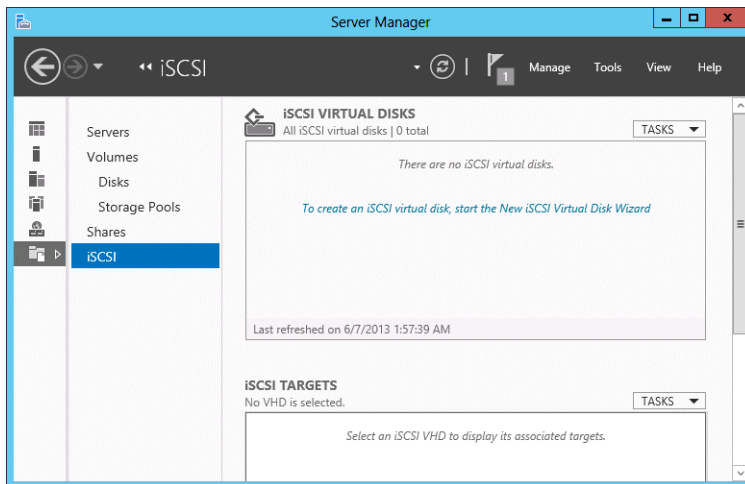 Server Manager
iSCSI
1
Manage
Tools
View
Help
Servers
Volumes
Disks
Storage Pools
Shares
iSCSI
iSCSI VIRTUAL DISKS
All iSCSI virtual disks | 0 total
TASKS
There are no iSCSI virtual disks.
To create an iSCSI virtual disk, start the New iSCSI Virtual Disk Wizard
Last refreshed on 6/7/2013 1:57:39 AM
iSCSI TARGETS
No VHD is selected.
TASKS
Select an iSCSI VHD to display its associated targets.